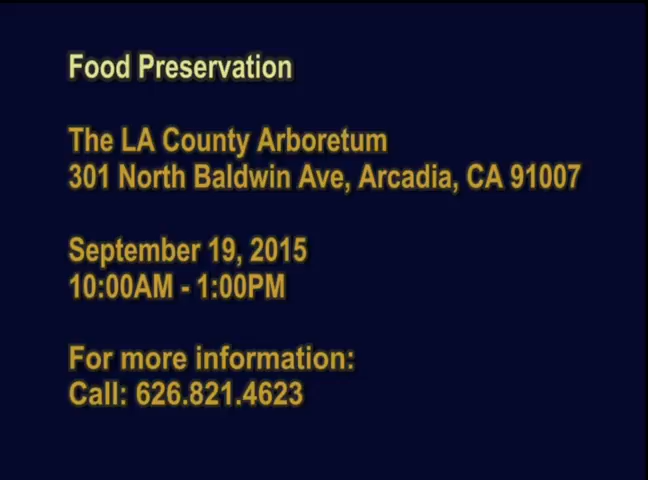 Food Preservation
The LA County Arboretum
301 North Baldwin Ave, Arcadia, CA 91007
September 19, 2015
10:00AM - 1:00PM
For more information:
Call: 626.821.4623